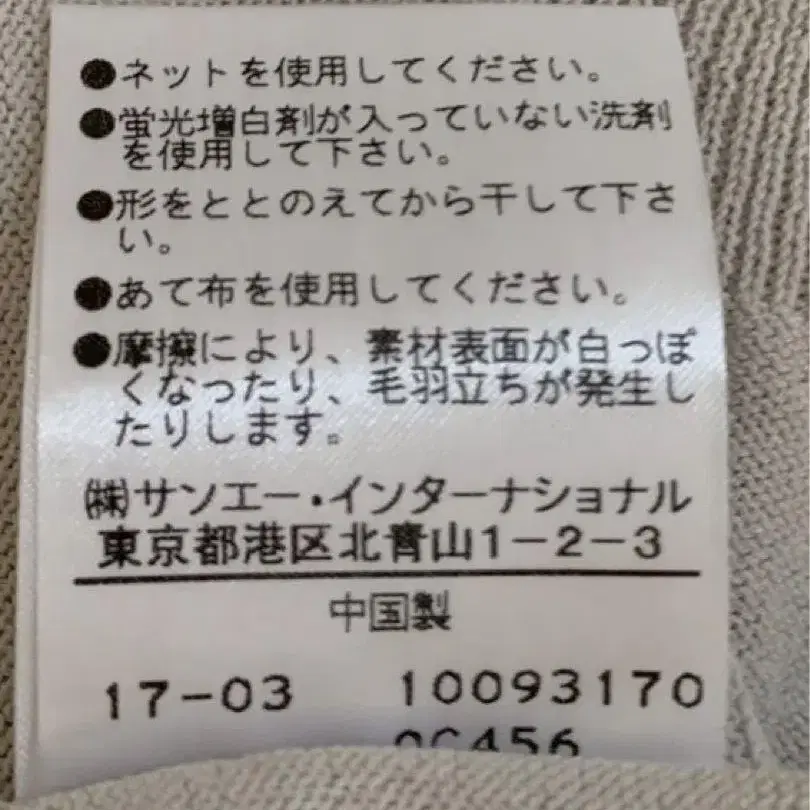 ●ネットを使用してください。
●蛍光増白剤が入っていない洗剤
を使用して下さい。
●形をととのえてから干して下さ
い。
●あて布を使用してください。
●摩擦により、素材表面が白っぽ
くなったり、毛羽立ちが発生し
たりします。
㈱サンエー・インターナショナル
東京都港区北青山1-2-3
中国製
17-03 10093170